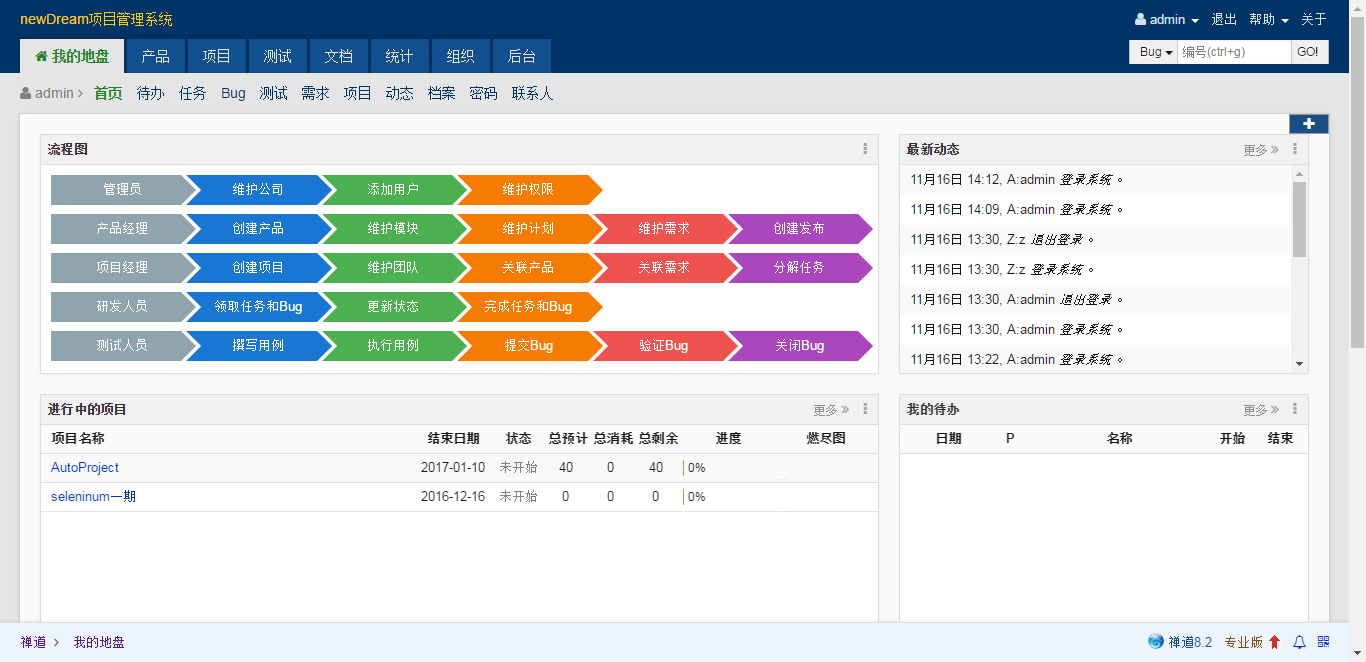 newDream项目管理系统
admin 退出 帮助 关于
我的地盘 产品 项目 测试 文档 统计 组织 后台
Bug 编号(ctrl+g) GO!
admin 首页 待办 任务 Bug 测试 需求 项目 动态 档案 密码 联系人
流程图
管理员 维护公司 添加用户 维护权限
产品经理 创建产品 维护模块 维护计划 维护需求 创建发布
项目经理 创建项目 维护团队 关联产品 关联需求 分解任务
研发人员 领取任务和Bug 更新状态 完成任务和Bug
测试人员 撰写用例 执行用例 提交Bug 验证Bug 关闭Bug
最新动态 更多
11月16日 14:12, A:admin 登录系统。
11月16日 14:09, A:admin 登录系统。
11月16日 13:30, Z:z 退出登录。
11月16日 13:30, Z:z 登录系统。
11月16日 13:30, A:admin 退出登录。
11月16日 13:30, A:admin 登录系统。
11月16日 13:22, A:admin 登录系统。
进行中的项目 更多
项目名称 结束日期 状态 总预计 总消耗 总剩余 进度 燃尽图
AutoProject 2017-01-10 未开始 40 0 40 0%
seleninum一期 2016-12-16 未开始 0 0 0 0%
我的待办 更多
日期 P 名称 开始 结束
禅道 我的地盘
禅道8.2 专业版